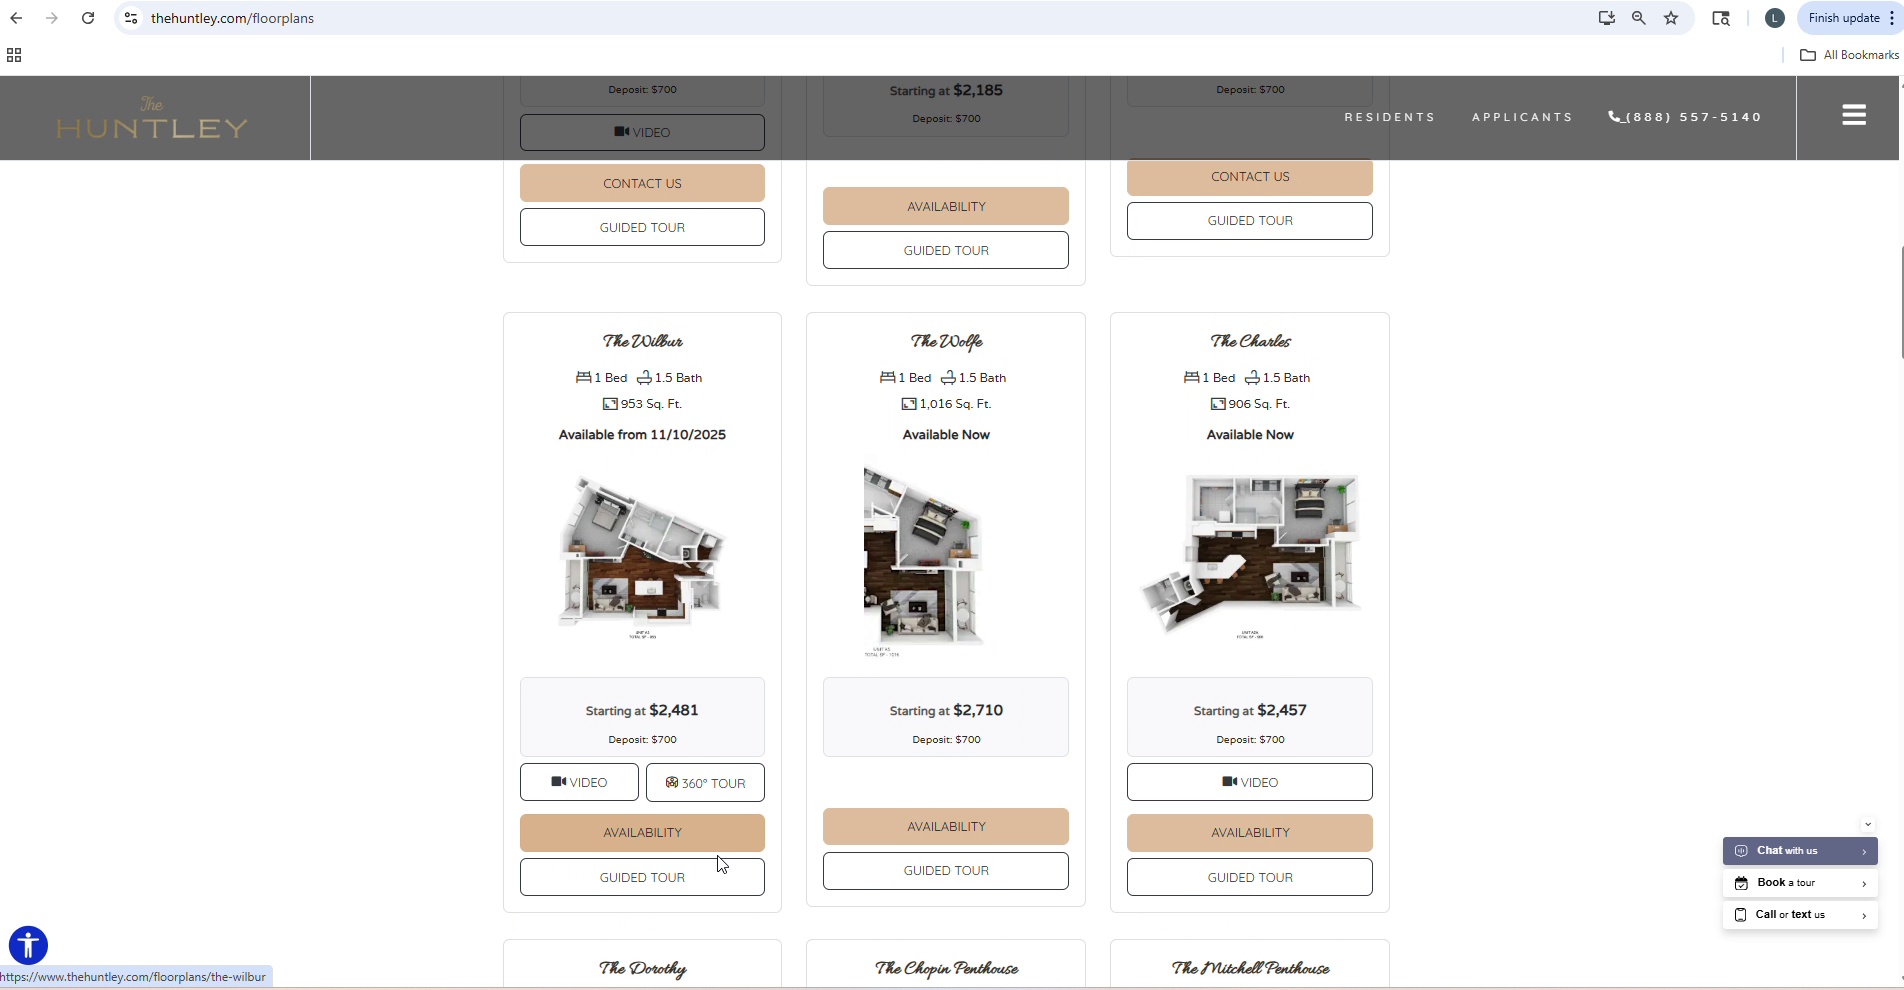 thehuntley.com/floorplans
L
Finish update
All Bookmarks
The
HUNTLEY
RESIDENTS
APPLICANTS
(888) 557-5140
Deposit: $700
VIDEO
CONTACT US
GUIDED TOUR
Starting at $2,185
Deposit: $700
AVAILABILITY
GUIDED TOUR
Deposit: $700
CONTACT US
GUIDED TOUR
The Wilbur
1 Bed 1.5 Bath
953 Sq. Ft.
Available from 11/10/2025
TOTAL SF - 953
Starting at $2,481
Deposit: $700
VIDEO
360° TOUR
AVAILABILITY
GUIDED TOUR
The Wolfe
1 Bed 1.5 Bath
1,016 Sq. Ft.
Available Now
TOTAL SF - 1016
Starting at $2,710
Deposit: $700
AVAILABILITY
GUIDED TOUR
The Charles
1 Bed 1.5 Bath
906 Sq. Ft.
Available Now
Starting at $2,457
Deposit: $700
VIDEO
AVAILABILITY
GUIDED TOUR
The Dorothy
The Chopin Penthouse
The Mitchell Penthouse
Chat with us
Book a tour
Call or text us
https://www.thehuntley.com/floorplans/the-wilbur